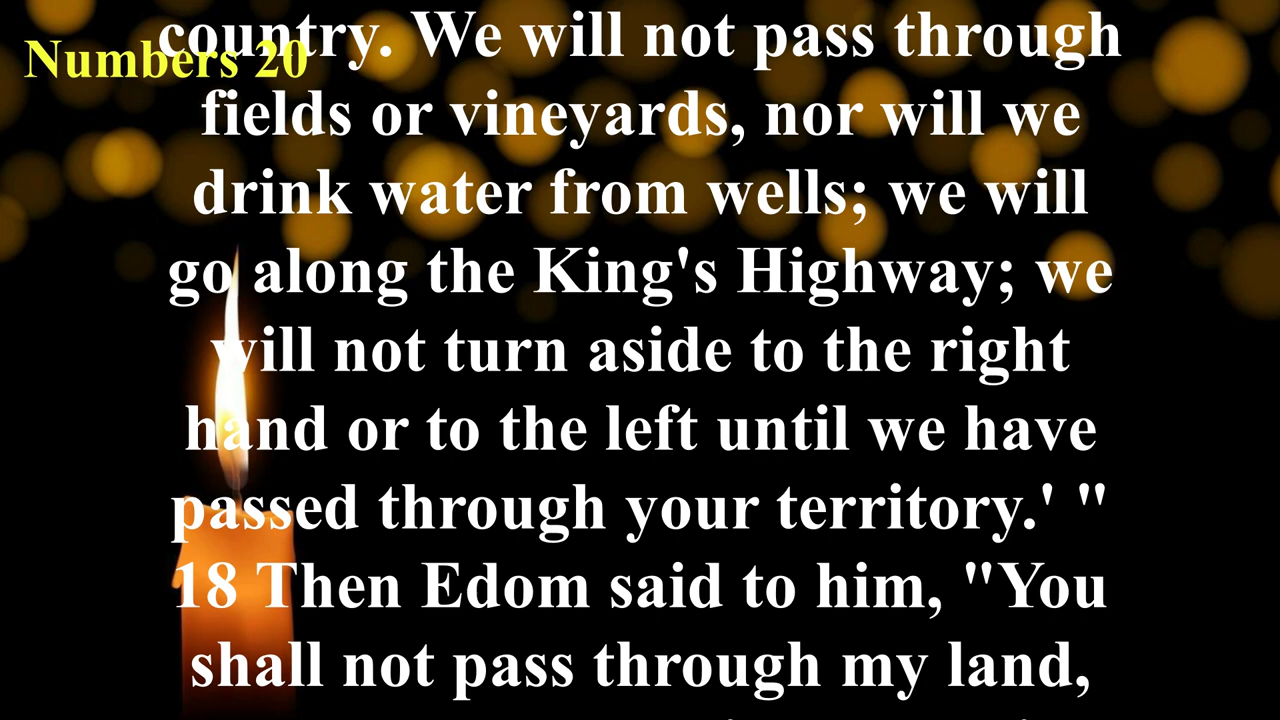 Numbers 20
country. We will not pass through
fields or vineyards, nor will we
drink water from wells; we will
go along the King's Highway; we
will not turn aside to the right
hand or to the left until we have
passed through your territory.' "
18 Then Edom said to him, "You
shall not pass through my land,